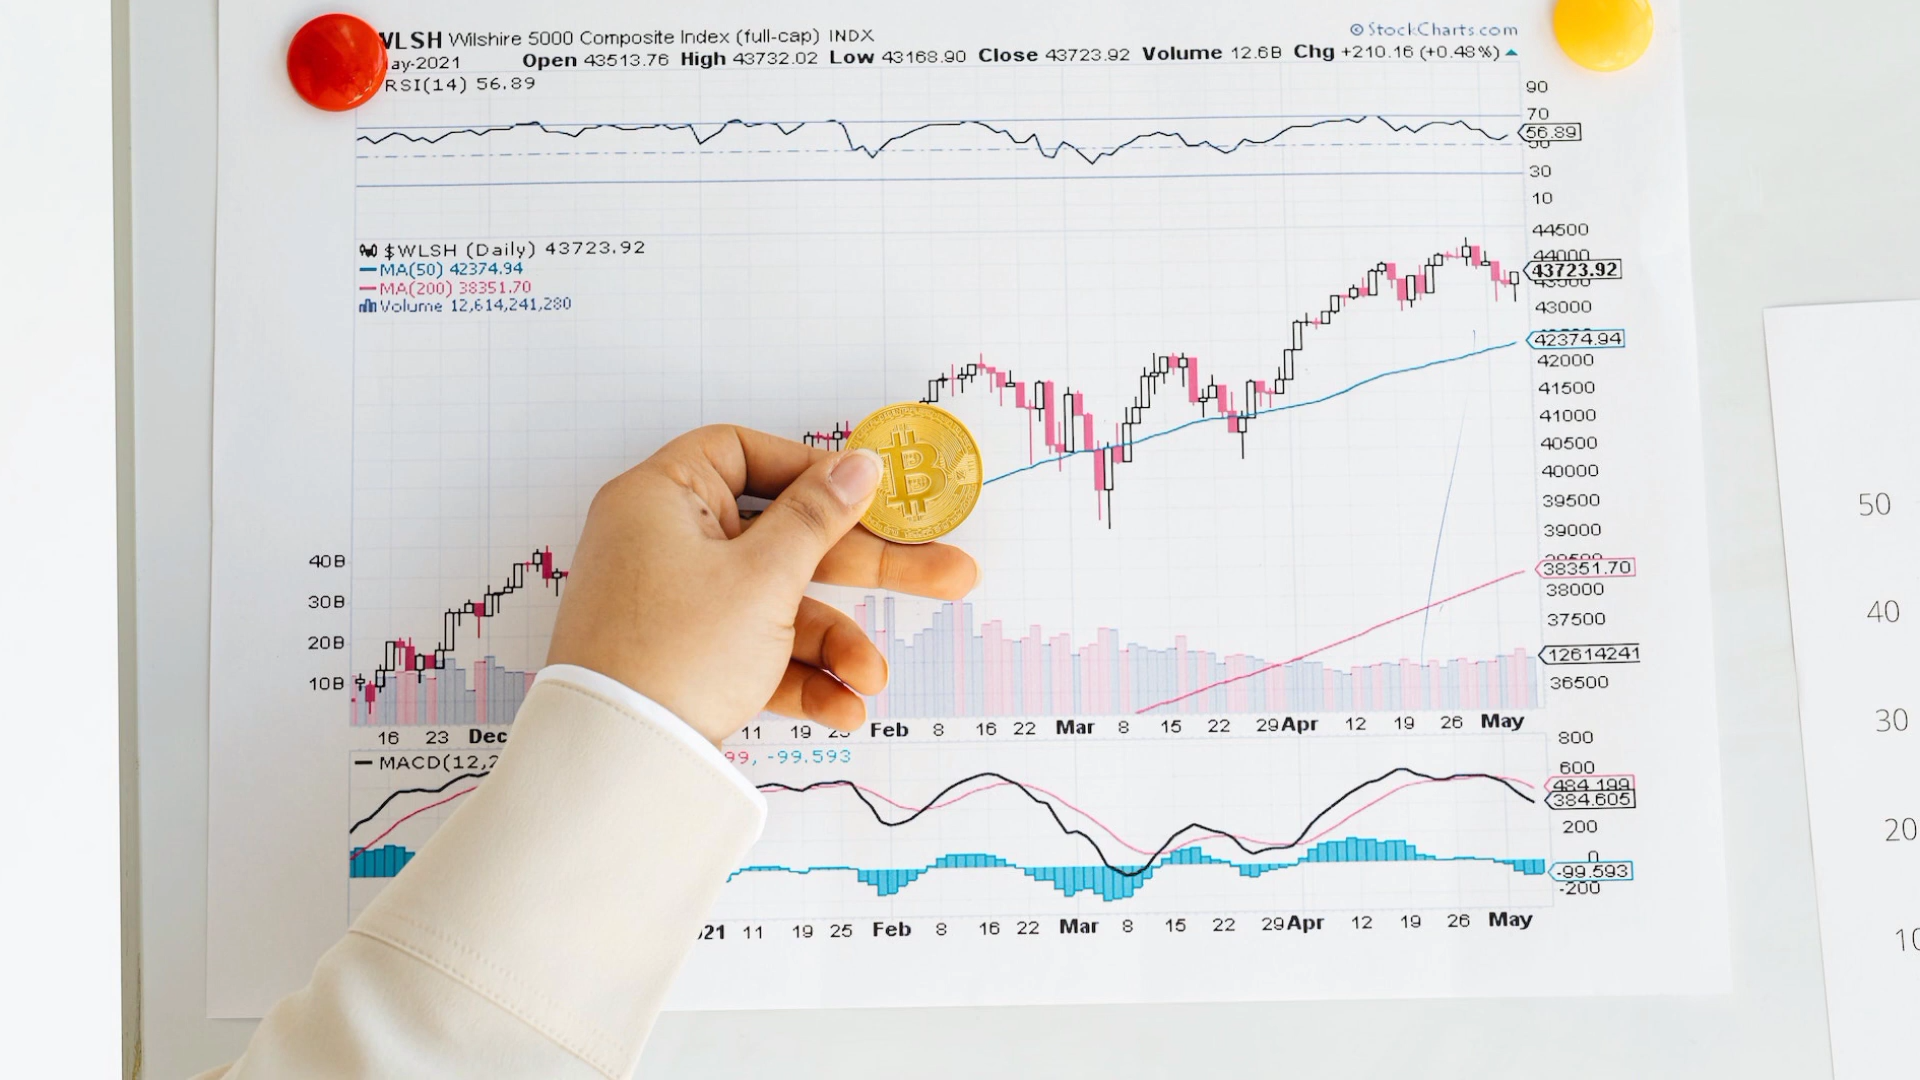 WLSH Wilshire 5000 Composite Index (full-cap) INDX
© StockCharts.com
ay-2021
Open 43513.76 High 43732.02 Low 43168.90 Close 43723.92 Volume 12.6B Chg +210.16 (+0.48%)
RSI(14) 56.89
90
70
56.89
50
30
10
$WLSH (Daily) 43723.92
MA(50) 42374.94
MA(200) 38351.70
Volume 12,614,241,280
44500
44000
43723.92
43500
43000
42374.94
42000
41500
41000
40500
40000
39500
39000
38500
38351.70
38000
37500
12614241
36500
40B
30B
20B
10B
16 23 Dec 11 19 25 Feb 8 16 22 Mar 8 15 22 29 Apr 12 19 26 May
MACD(12,2 99, -99.593
800
600
484.199
384.605
200
0
-99.593
-200
21 11 19 25 Feb 8 16 22 Mar 8 15 22 29 Apr 12 19 26 May
B
50
40
30
20
10